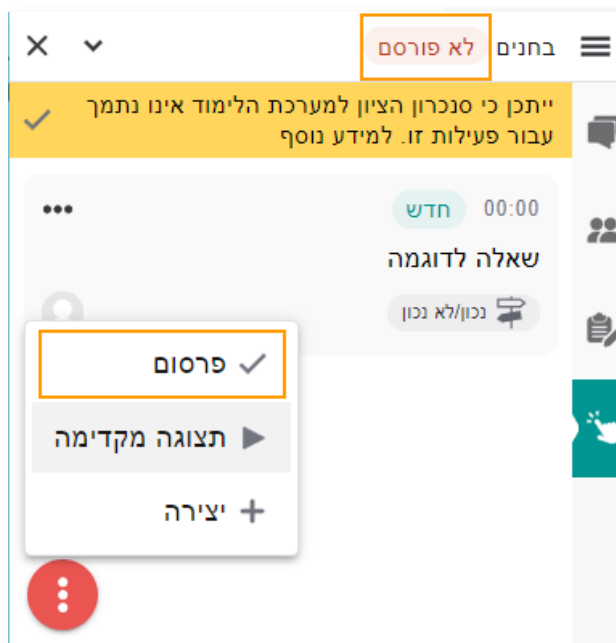 בחנים לא פורסם
ייתכן כי סנכרון הציון למערכת הלימוד אינו נתמך
עבור פעילות זו. למידע נוסף
00:00 חדש
שאלה לדוגמה
נכון/לא נכון
פרסום
תצוגה מקדימה
יצירה